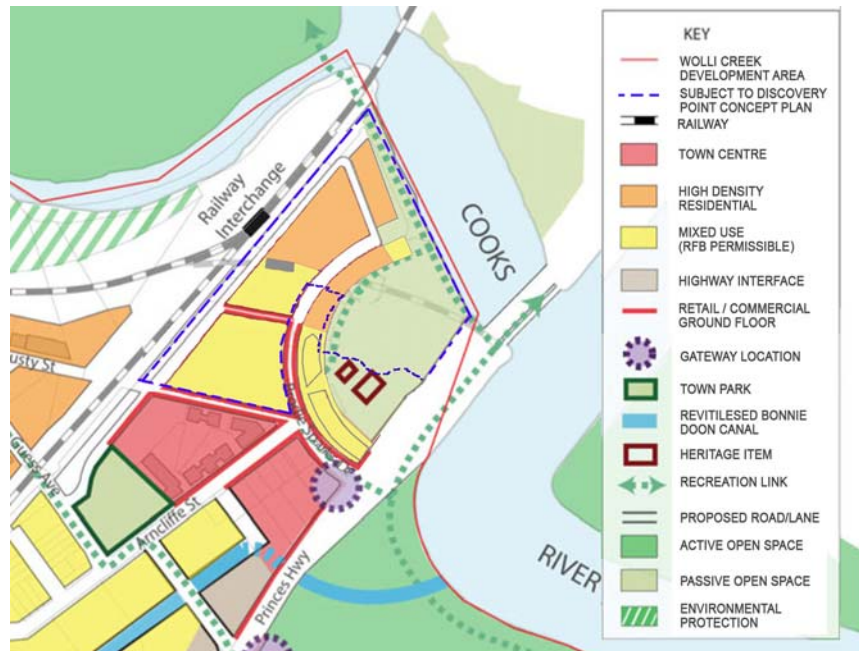 KEY
WOLLI CREEK
DEVELOPMENT AREA
SUBJECT TO DISCOVERY
POINT CONCEPT PLAN
RAILWAY
TOWN CENTRE
HIGH DENSITY
RESIDENTIAL
MIXED USE
(RFB PERMISSIBLE)
HIGHWAY INTERFACE
RETAIL / COMMERCIAL
GROUND FLOOR
GATEWAY LOCATION
TOWN PARK
REVITILESED BONNIE
DOON CANAL
HERITAGE ITEM
RECREATION LINK
PROPOSED ROAD/LANE
ACTIVE OPEN SPACE
PASSIVE OPEN SPACE
ENVIRONMENTAL
PROTECTION
Railway
Interchange
COOKS
RIVER
usty St
Guess Ave
Arncliffe St
Princes Hwy